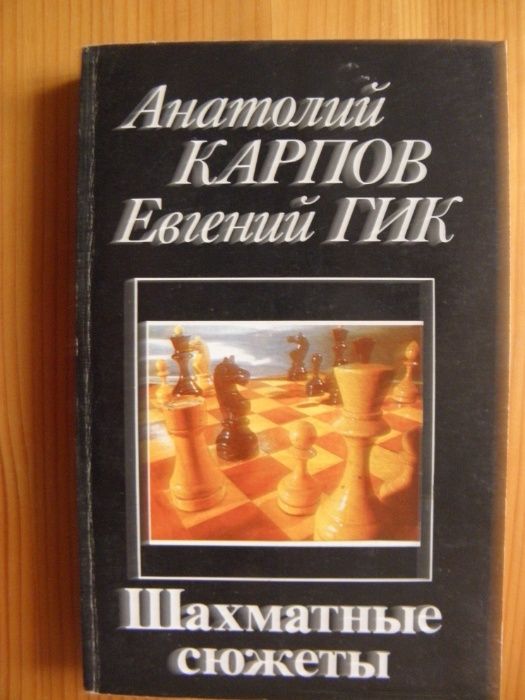 Анатолий
КАРПОВ
Евгений ГИК
Шахматные
сюжеты